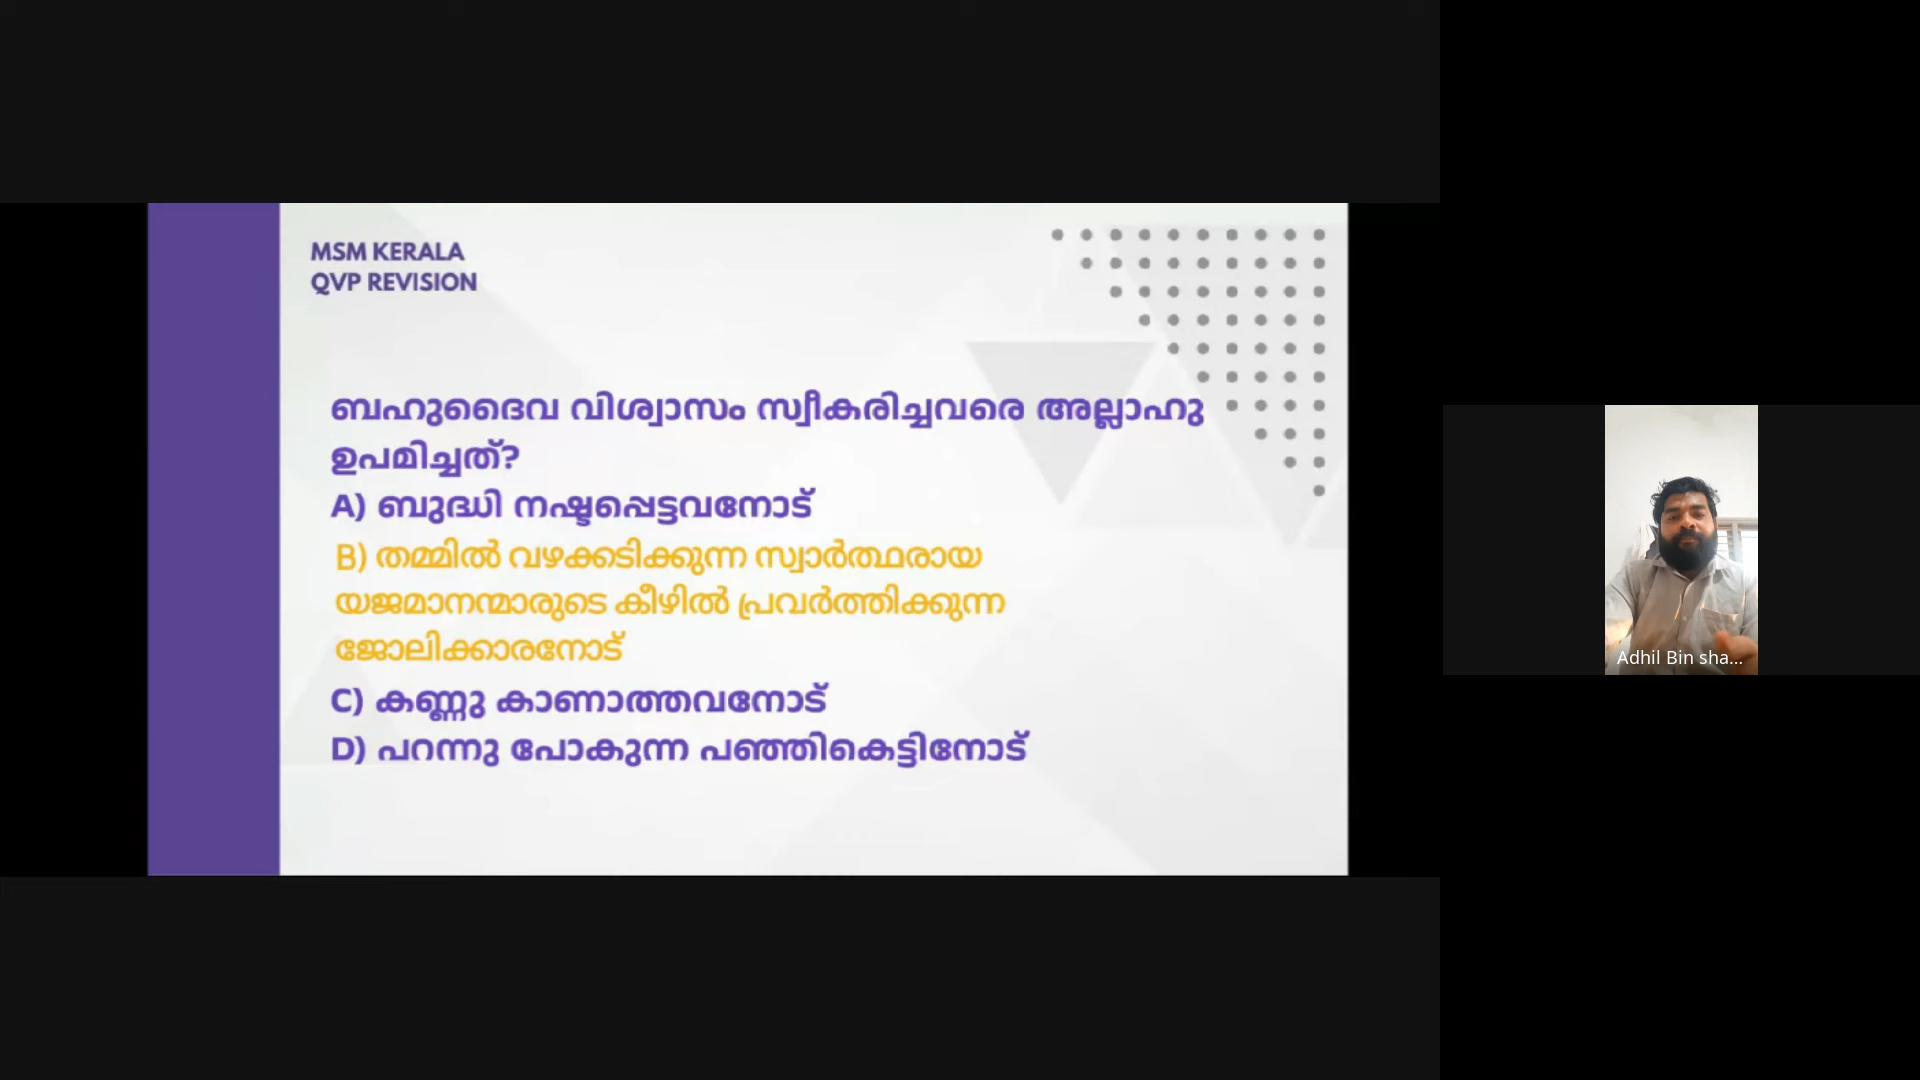 MSM KERALA
QVP REVISION
ബഹുദൈവ വിശ്വാസം സ്വീകരിച്ചവരെ അല്ലാഹു
ഉപമിച്ചത്?
A) ബുദ്ധി നഷ്ടപ്പെട്ടവനോട്
B) തമ്മിൽ വഴക്കടിക്കുന്ന സ്വാർത്ഥരായ
യജമാനന്മാരുടെ കീഴിൽ പ്രവർത്തിക്കുന്ന
ജോലിക്കാരനോട്
C) കണ്ണു കാണാത്തവനോട്
D) പറന്നു പോകുന്ന പഞ്ഞികെട്ടിനോട്
Adhil Bin sha...